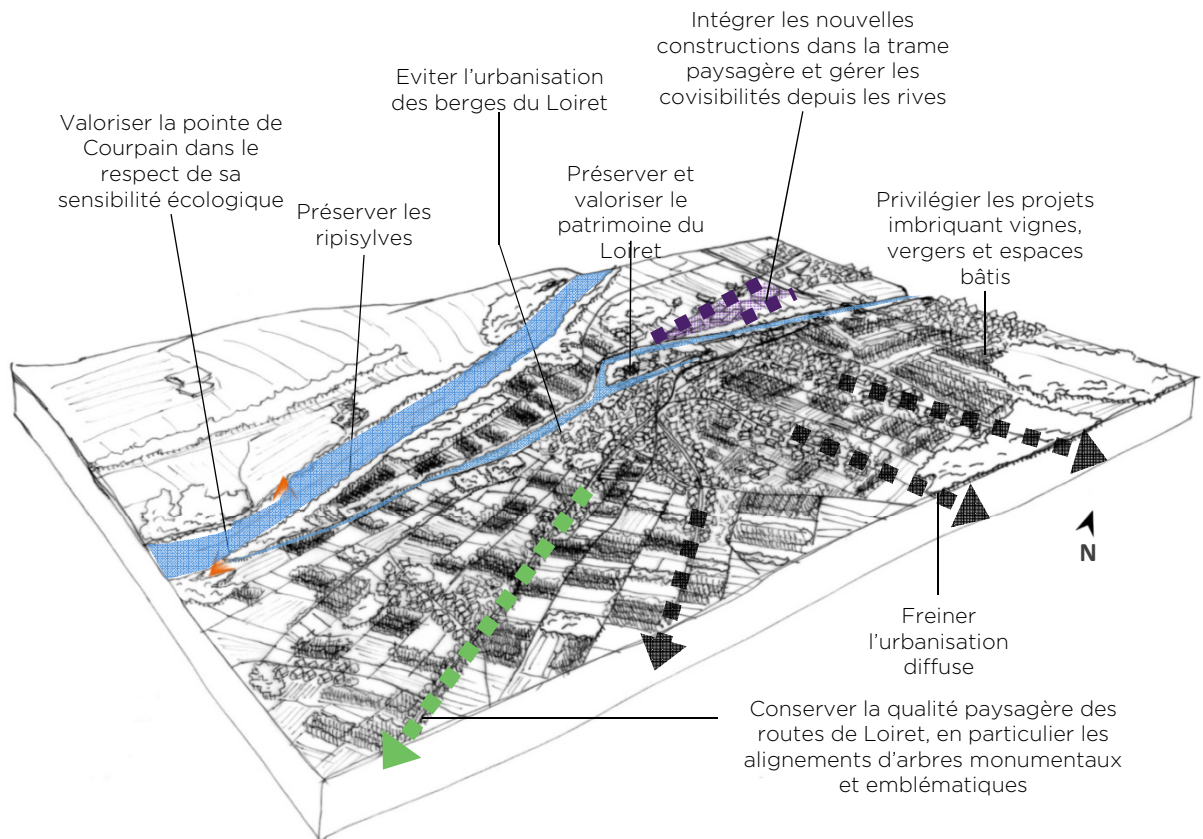 Intégrer les nouvelles
constructions dans la trame
paysagère et gérer les
covisibilités depuis les rives
Eviter l’urbanisation
des berges du Loiret
Valoriser la pointe de
Courpain dans le
respect de sa
sensibilité écologique
Préserver les
ripisylves
Préserver et
valoriser le
patrimoine du
Loiret
Privilégier les projets
imbriquant vignes,
vergers et espaces
bâtis
N
Freiner
l’urbanisation
diffuse
Conserver la qualité paysagère des
routes de Loiret, en particulier les
alignements d’arbres monumentaux
et emblématiques